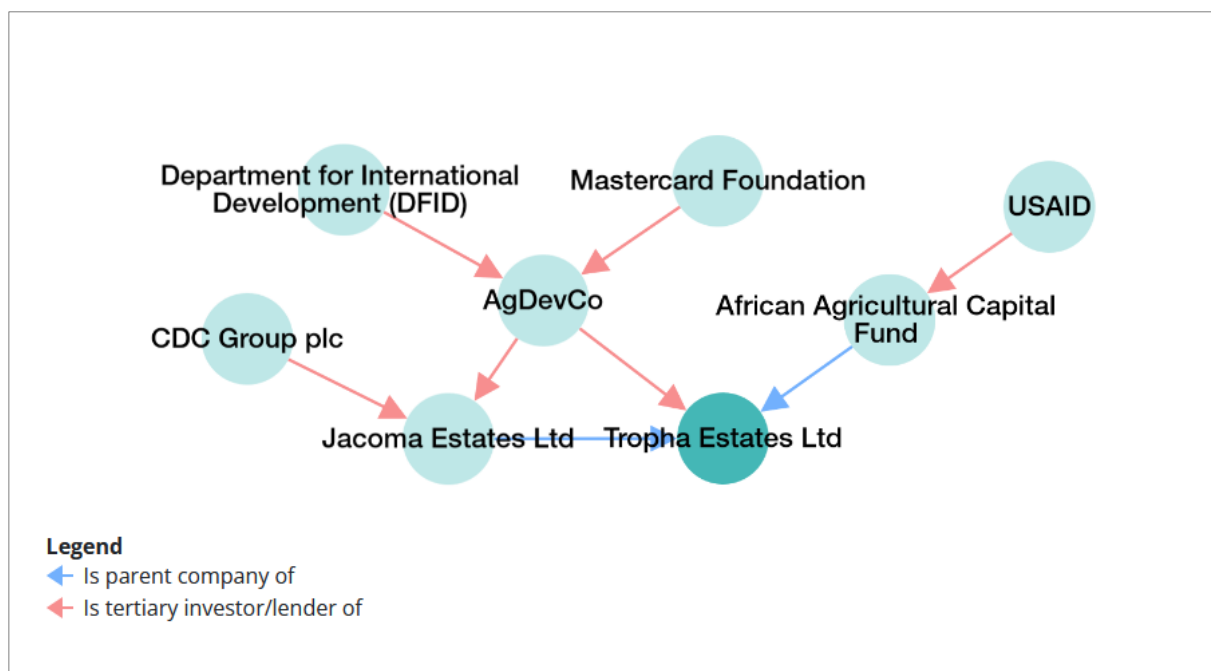 Department for International
Development (DFID)
Mastercard Foundation
USAID
AgDevCo
African Agricultural Capital
Fund
CDC Group plc
Jacoma Estates Ltd
Tropha Estates Ltd
Legend
Is parent company of
Is tertiary investor/lender of